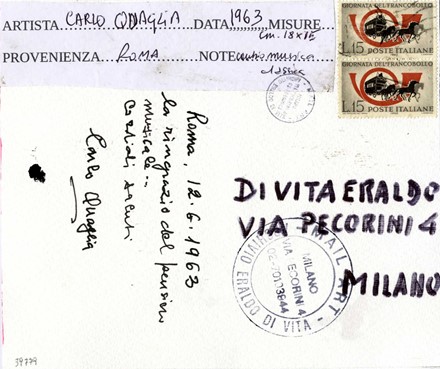 ARTISTA CARLO QUAGLIA DATA 1963 MISURE
cm. 18x15
PROVENIENZA ROMA NOTE
GIORNATA DEL FRANCOBOLLO
L.15 POSTE ITALIANE
GIORNATA DEL FRANCOBOLLO
L.15 POSTE ITALIANE
Roma, 12.6.1963
la ringrazio del pensiero
musicale...
Cordiali saluti
Carlo Quaglia
DI VITA ERALDO
VIA PECORINI 4
MILANO
MAIL ART
ERALDO DI VITA
MILANO
VIA PECORINI 4
39779